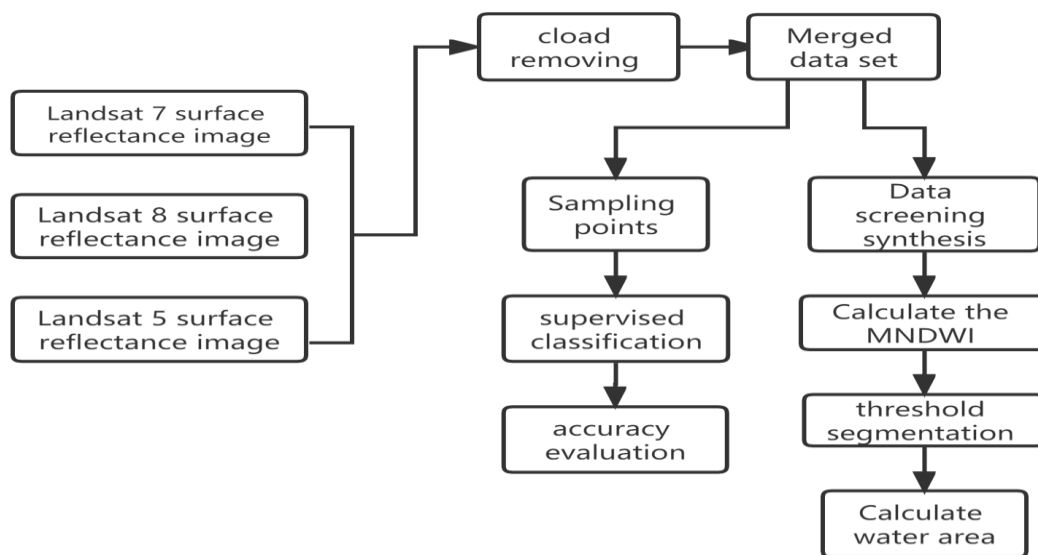 cload
removing
Merged
data set
Landsat 7 surface
reflectance image
Landsat 8 surface
reflectance image
Landsat 5 surface
reflectance image
Sampling
points
supervised
classification
accuracy
evaluation
Data
screening
synthesis
Calculate the
MNDWI
threshold
segmentation
Calculate
water area